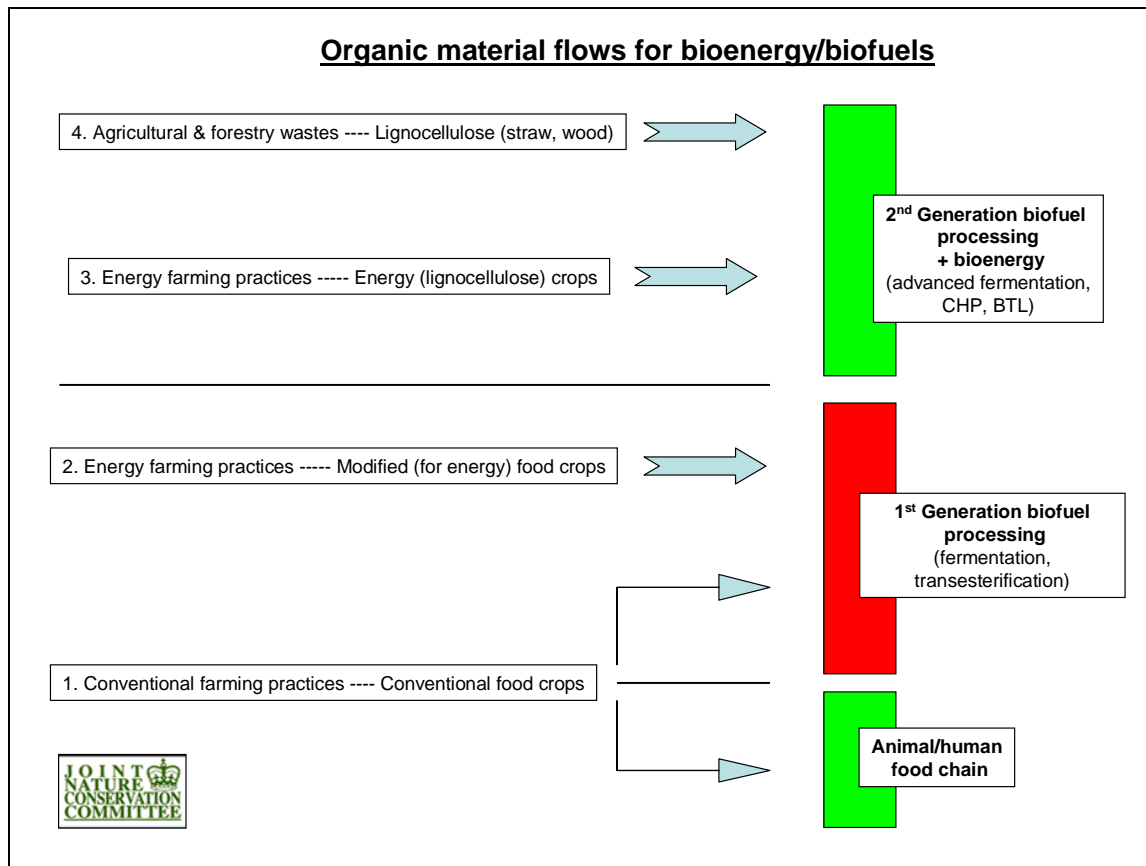 Organic material flows for bioenergy/biofuels
4. Agricultural & forestry wastes ---- Lignocellulose (straw, wood)
2nd Generation biofuel
processing
+ bioenergy
(advanced fermentation,
CHP, BTL)
3. Energy farming practices ----- Energy (lignocellulose) crops
2. Energy farming practices ----- Modified (for energy) food crops
1st Generation biofuel
processing
(fermentation,
transesterification)
1. Conventional farming practices ---- Conventional food crops
Animal/human
food chain
JOINT
NATURE
CONSERVATION
COMMITTEE